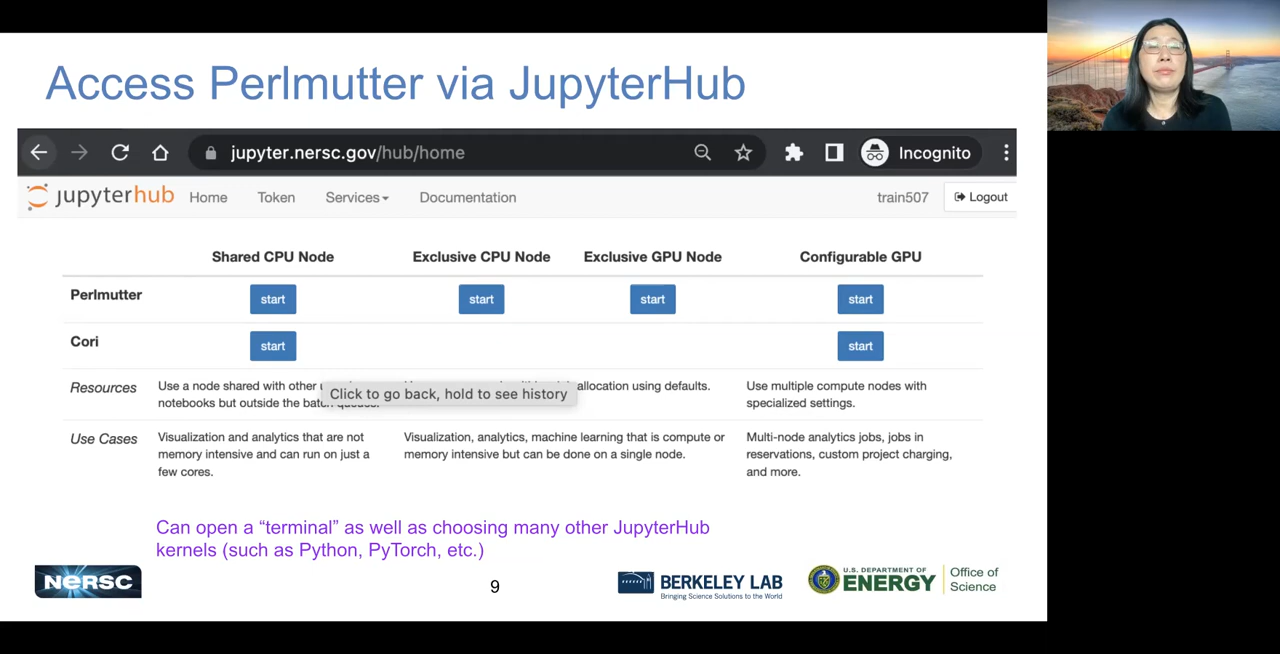 Access Perlmutter via JupyterHub
jupyter.nersc.gov/hub/home
Incognito
jupyterhub Home Token Services Documentation train507 Logout
Shared CPU Node Exclusive CPU Node Exclusive GPU Node Configurable GPU
Perlmutter start start start start
Cori start start
Resources
Use a node shared with other
notebooks but outside the batch queues.
allocation using defaults.
Use multiple compute nodes with
specialized settings.
Click to go back, hold to see history
Use Cases
Visualization and analytics that are not
memory intensive and can run on just a
few cores.
Visualization, analytics, machine learning that is compute or
memory intensive but can be done on a single node.
Multi-node analytics jobs, jobs in
reservations, custom project charging,
and more.
Can open a “terminal” as well as choosing many other JupyterHub
kernels (such as Python, PyTorch, etc.)
NERSC
9
BERKELEY LAB
Bringing Science Solutions to the World
U.S. DEPARTMENT OF
ENERGY
Office of
Science